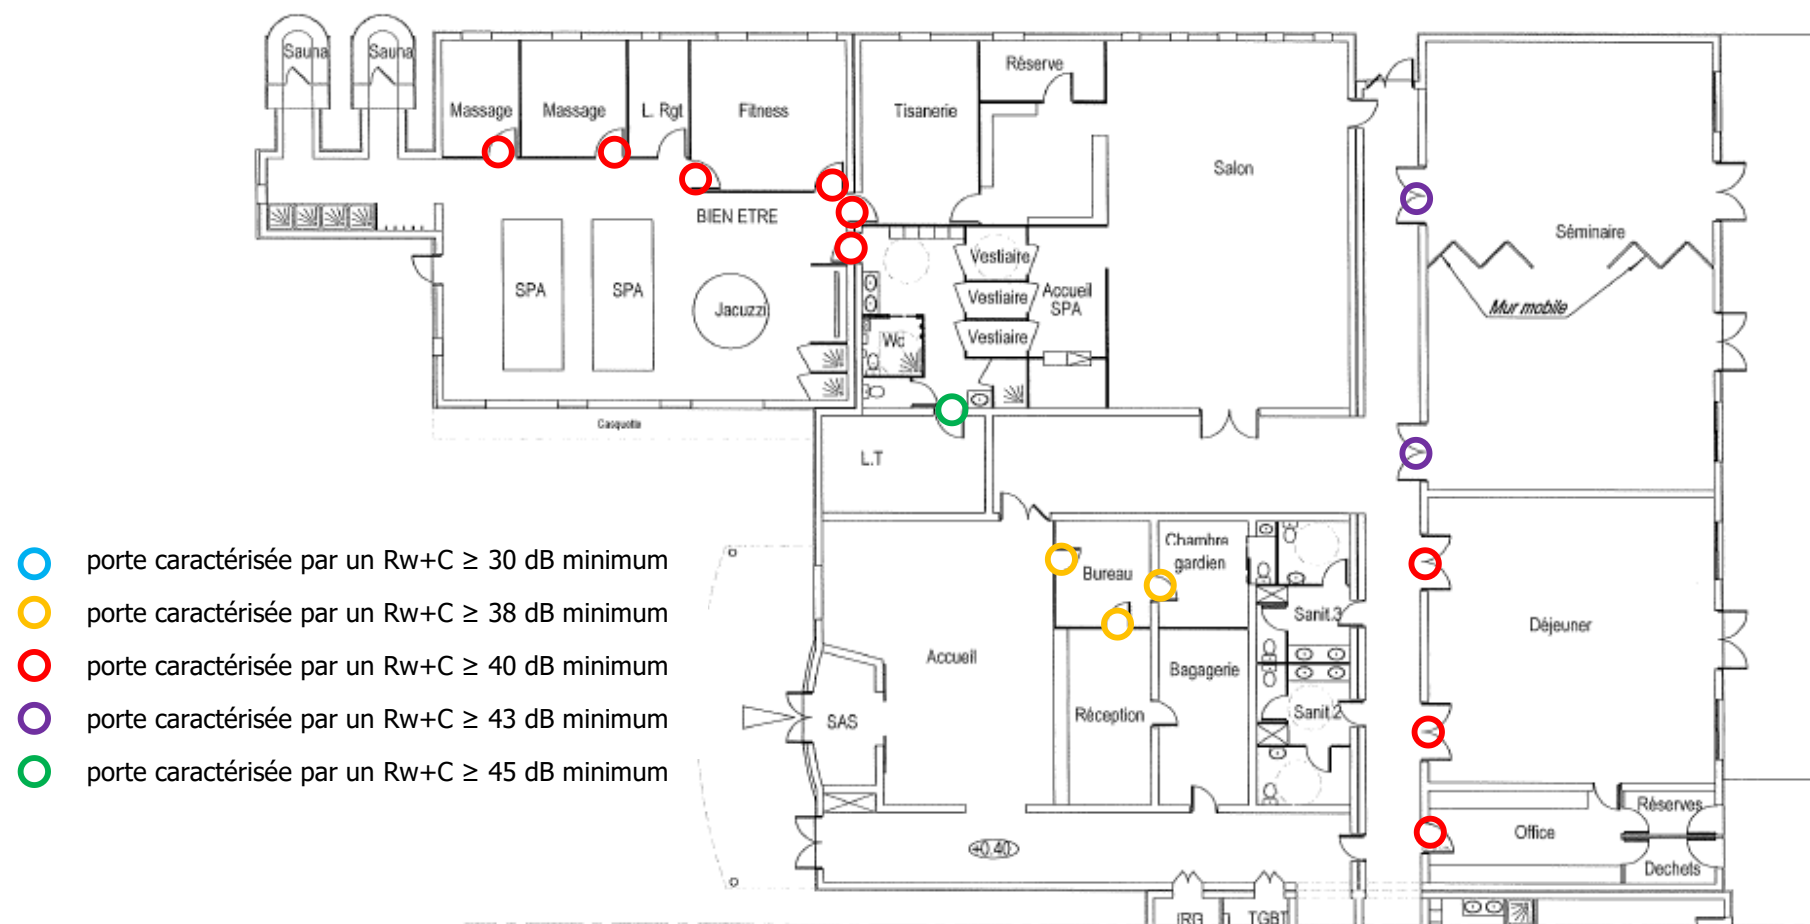 Sauna
Sauna
Massage
Massage
L. Rgt
Fitness
Tisanerie
Réserve
Salon
BIEN ETRE
Séminaire
SPA
SPA
Jacuzzi
Vestiaire
Vestiaire
Vestiaire
Accueil
SPA
Wc
Mur mobile
Casquette
L.T
porte caractérisée par un Rw+C ≥ 30 dB minimum
porte caractérisée par un Rw+C ≥ 38 dB minimum
porte caractérisée par un Rw+C ≥ 40 dB minimum
porte caractérisée par un Rw+C ≥ 43 dB minimum
porte caractérisée par un Rw+C ≥ 45 dB minimum
Bureau
Chambre
gardien
Sanit.3
Déjeuner
Accueil
Bagagerie
Réception
Sanit.2
SAS
Réserves
Office
+0.40
Dechets
TGBT